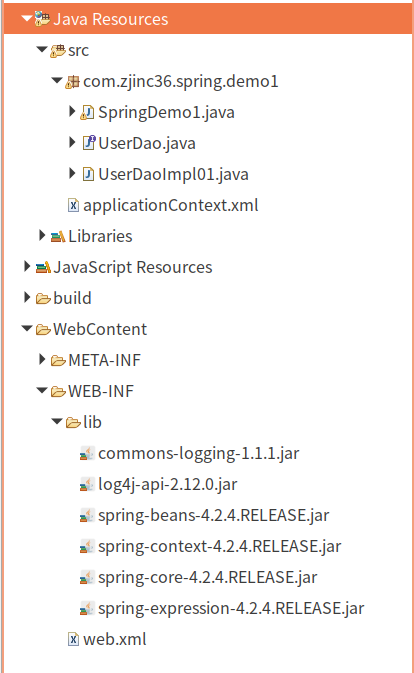 Java Resources
src
com.zjinc36.spring.demo1
SpringDemo1.java
UserDao.java
UserDaoImpl01.java
applicationContext.xml
Libraries
JavaScript Resources
build
WebContent
META-INF
WEB-INF
lib
commons-logging-1.1.1.jar
log4j-api-2.12.0.jar
spring-beans-4.2.4.RELEASE.jar
spring-context-4.2.4.RELEASE.jar
spring-core-4.2.4.RELEASE.jar
spring-expression-4.2.4.RELEASE.jar
web.xml